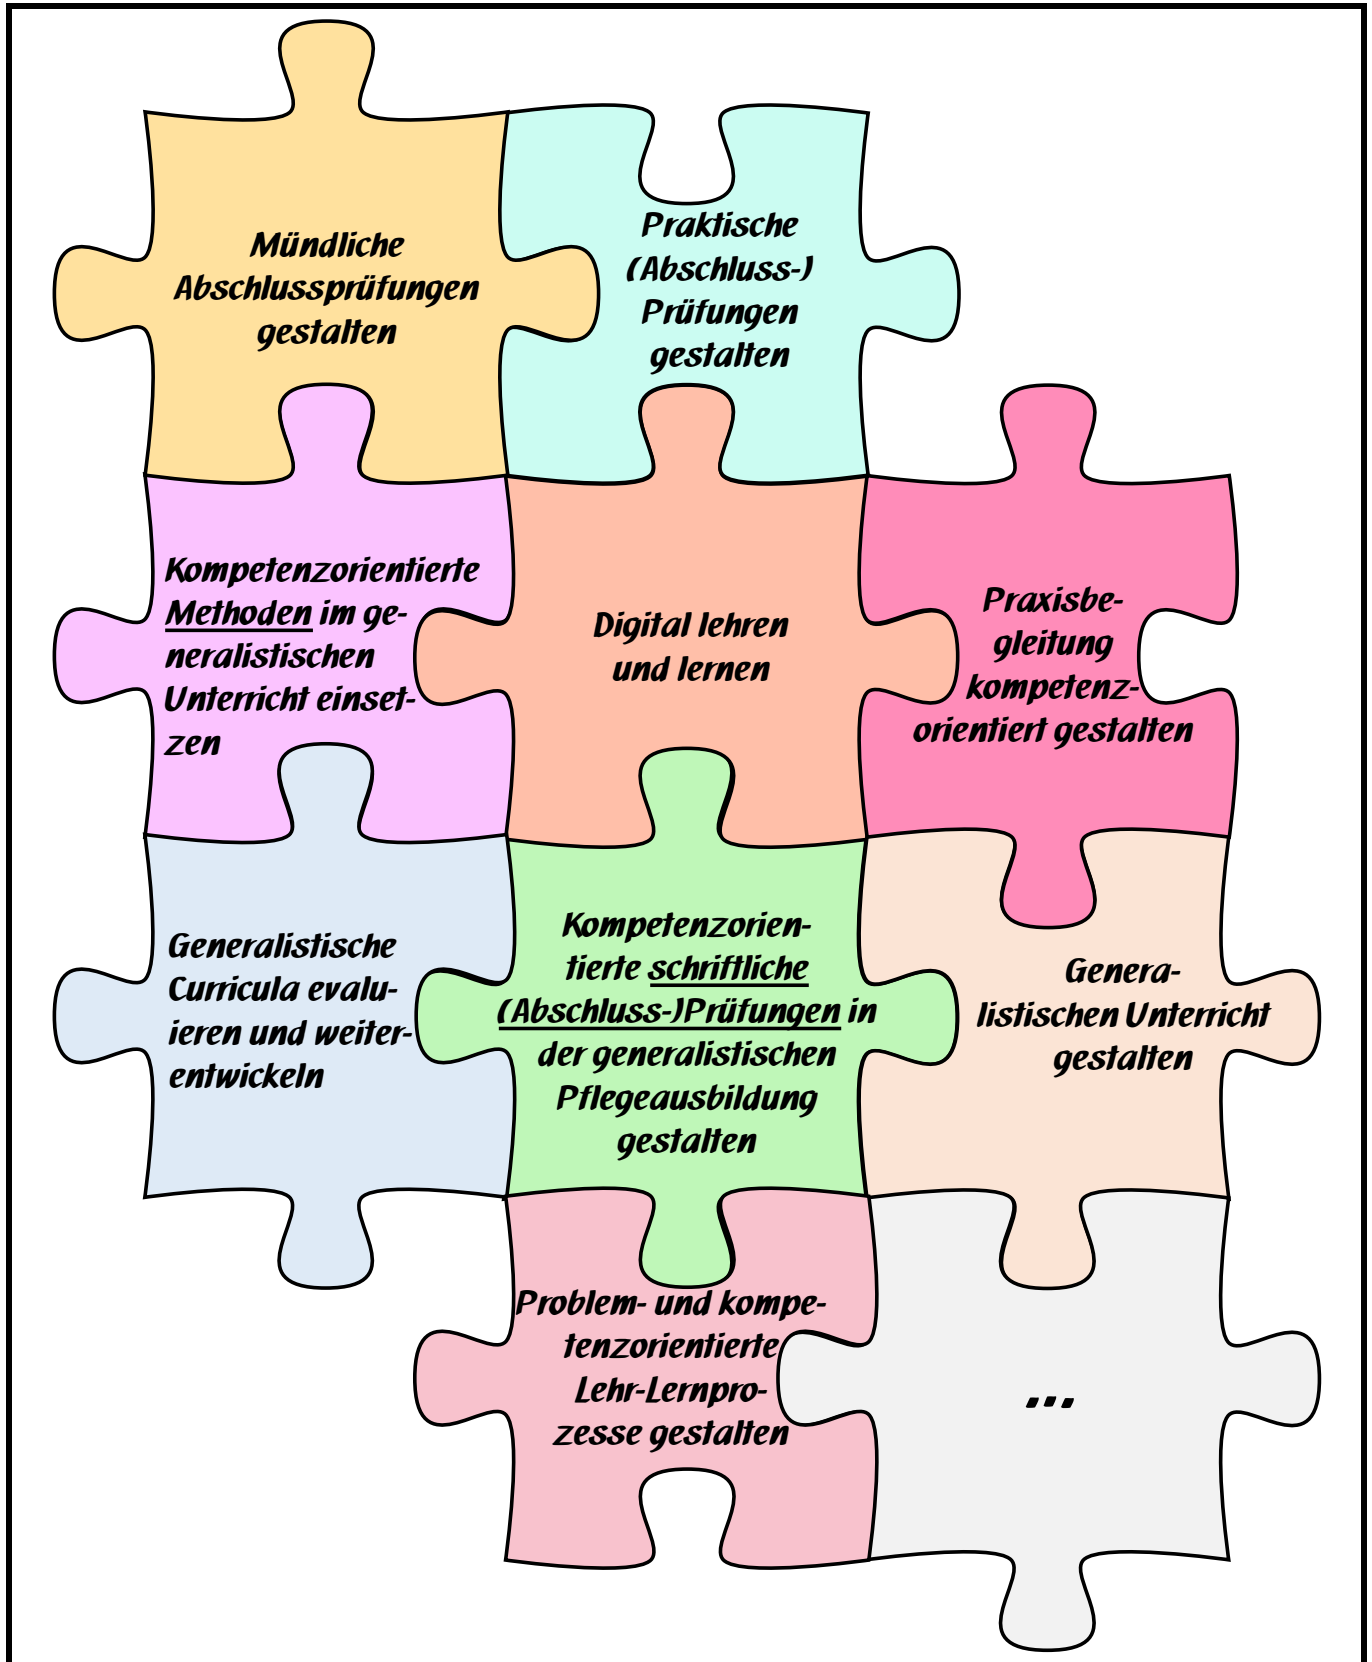 Mündliche
Abschlussprüfungen
gestalten
Praktische
(Abschluss-)
Prüfungen
gestalten
Kompetenzorientierte
Methoden im ge-
neralistischen
Unterricht einset-
zen
Digital lehren
und lernen
Praxisbe-
gleitung
kompetenz-
orientiert gestalten
Generalistische
Curricula evalu-
ieren und weiter-
entwickeln
Kompetenzorien-
tierte schriftliche
(Abschluss-)Prüfungen in
der generalistischen
Pflegeausbildung
gestalten
Genera-
listischen Unterricht
gestalten
Problem- und kompe-
tenzorientierte
Lehr-Lernpro-
zesse gestalten
...